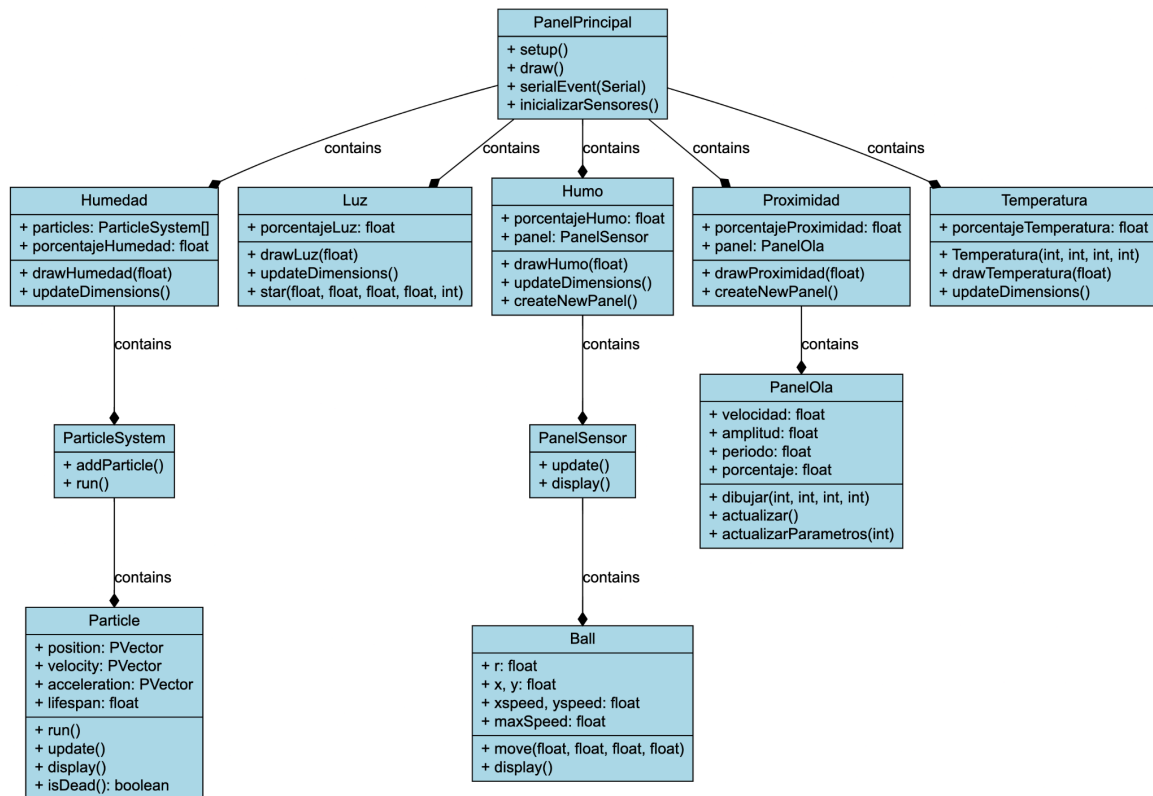 PanelPrincipal
+ setup()
+ draw()
+ serialEvent(Serial)
+ inicializarSensores()
contains
contains
contains
contains
contains
Humedad
+ particles: ParticleSystem[]
+ porcentajeHumedad: float
+ drawHumedad(float)
+ updateDimensions()
Luz
+ porcentajeLuz: float
+ drawLuz(float)
+ updateDimensions()
+ star(float, float, float, float, int)
Humo
+ porcentajeHumo: float
+ panel: PanelSensor
+ drawHumo(float)
+ updateDimensions()
+ createNewPanel()
Proximidad
+ porcentajeProximidad: float
+ panel: PanelOla
+ drawProximidad(float)
+ createNewPanel()
Temperatura
+ porcentajeTemperatura: float
+ Temperatura(int, int, int, int)
+ drawTemperatura(float)
+ updateDimensions()
contains
contains
contains
ParticleSystem
+ addParticle()
+ run()
PanelSensor
+ update()
+ display()
PanelOla
+ velocidad: float
+ amplitud: float
+ periodo: float
+ porcentaje: float
+ dibujar(int, int, int, int)
+ actualizar()
+ actualizarParametros(int)
contains
contains
Particle
+ position: PVector
+ velocity: PVector
+ acceleration: PVector
+ lifespan: float
+ run()
+ update()
+ display()
+ isDead(): boolean
Ball
+ r: float
+ x, y: float
+ xspeed, yspeed: float
+ maxSpeed: float
+ move(float, float, float, float)
+ display()